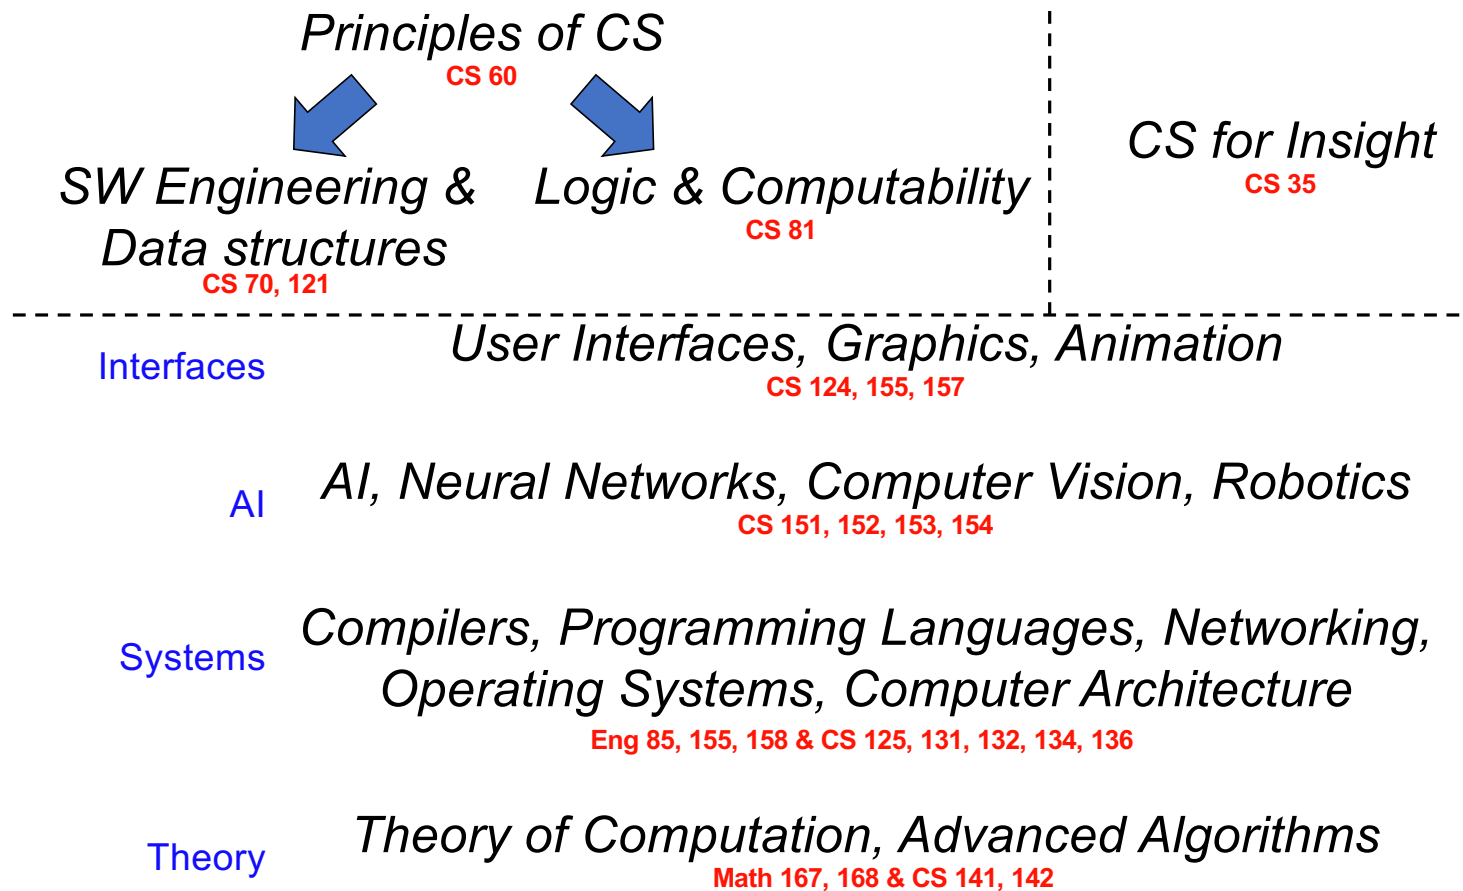 Principles of CS
CS 60
SW Engineering &
Data structures
CS 70, 121
Logic & Computability
CS 81
CS for Insight
CS 35
Interfaces
User Interfaces, Graphics, Animation
CS 124, 155, 157
AI
AI, Neural Networks, Computer Vision, Robotics
CS 151, 152, 153, 154
Systems
Compilers, Programming Languages, Networking,
Operating Systems, Computer Architecture
Eng 85, 155, 158 & CS 125, 131, 132, 134, 136
Theory
Theory of Computation, Advanced Algorithms
Math 167, 168 & CS 141, 142